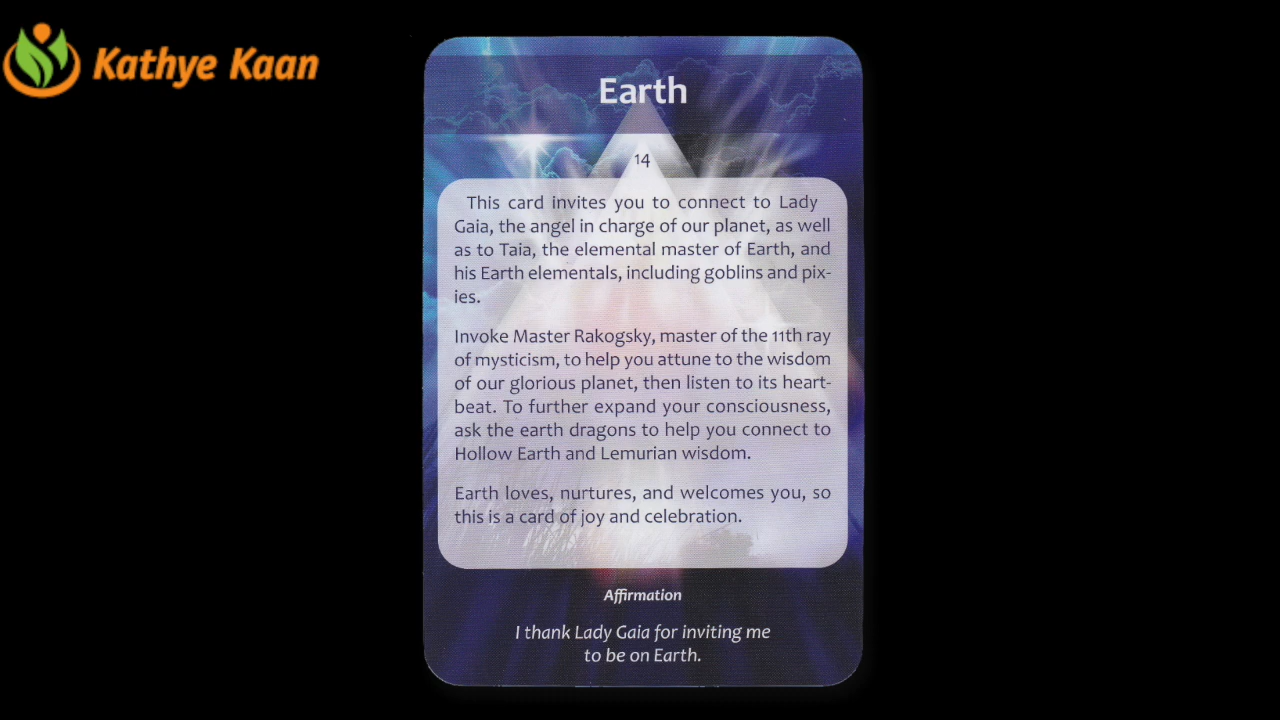 Kathye Kaan
Earth
14
This card invites you to connect to Lady
Gaia, the angel in charge of our planet, as well
as to Taia, the elemental master of Earth, and
his Earth elementals, including goblins and pix-
ies.
Invoke Master Rakogsky, master of the 11th ray
of mysticism, to help you attune to the wisdom
of our glorious planet, then listen to its heart-
beat. To further expand your consciousness,
ask the earth dragons to help you connect to
Hollow Earth and Lemurian wisdom.
Earth loves, nurtures, and welcomes you, so
this is a card of joy and celebration.
Affirmation
I thank Lady Gaia for inviting me
to be on Earth.